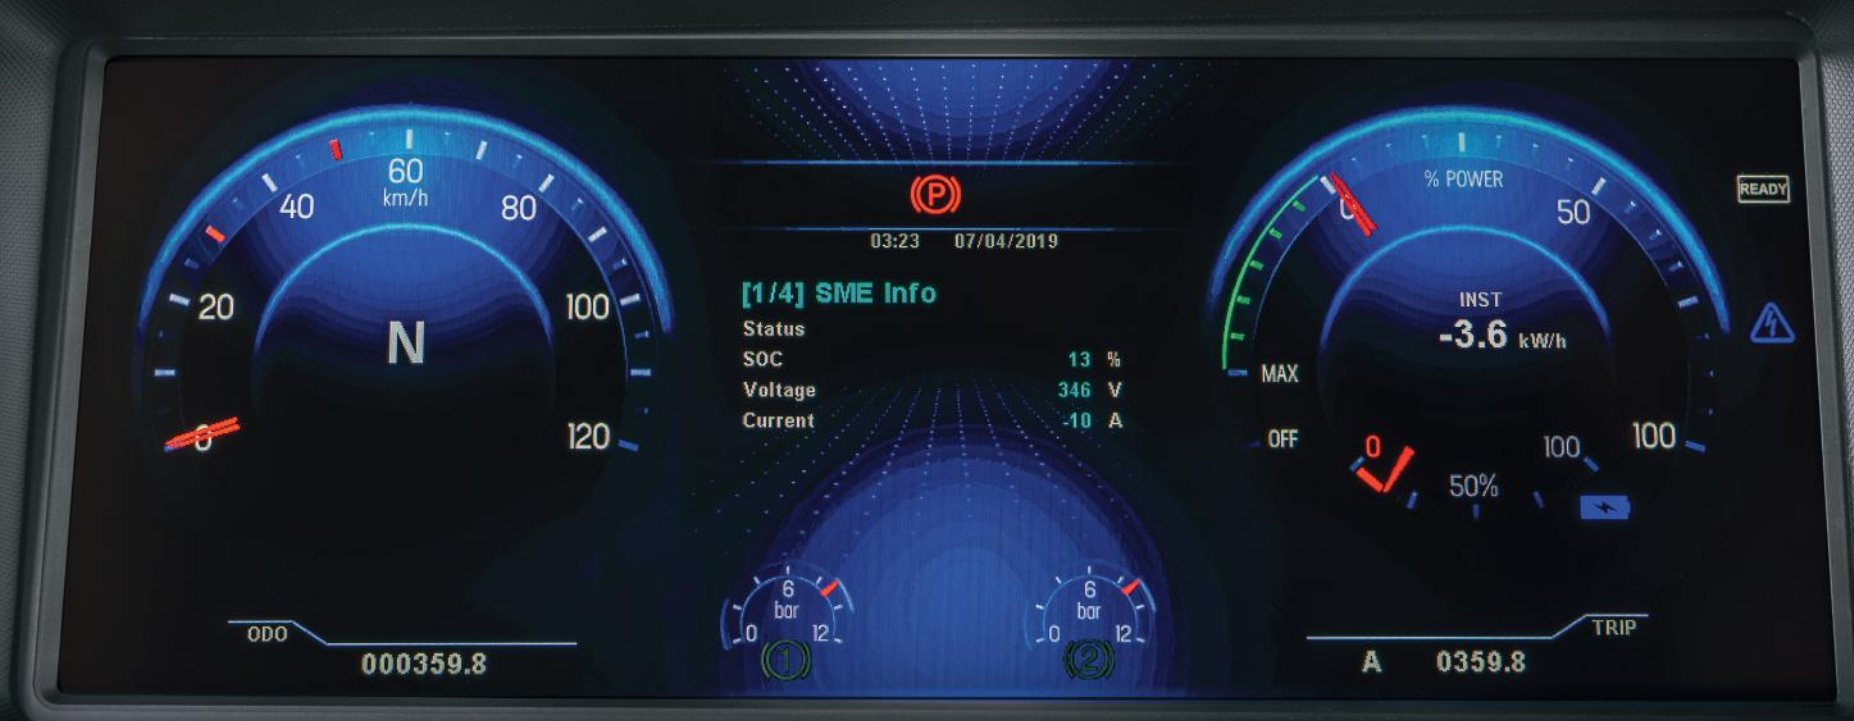 60
km/h
40
80
20
100
0
120
N
ODO
000359.8
P
03:23 07/04/2019
[1/4] SME Info
Status
SOC 13 %
Voltage 346 V
Current -10 A
6
bar
0 12
1
6
bar
0 12
2
% POWER
0 50
INST
-3.6 kW/h
MAX
OFF
100
0 100
50%
TRIP
A 0359.8
READY